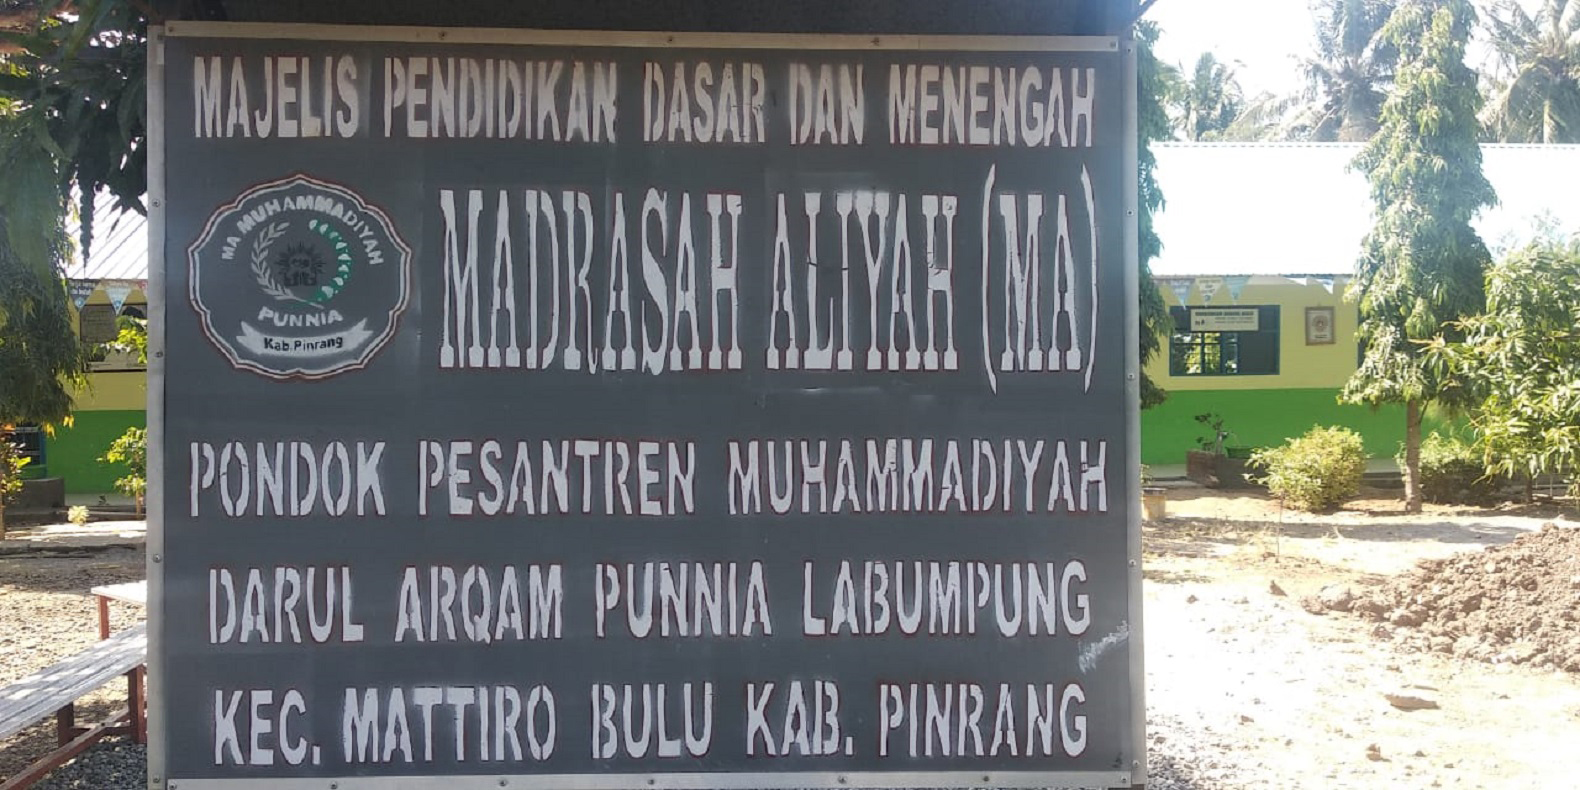 MAJELIS PENDIDIKAN DASAR DAN MENENGAH
MA MUHAMMADIYAH
PUNNIA
Kab.Pinrang
MADRASAH ALIYAH (MA)
PONDOK PESANTREN MUHAMMADIYAH
DARUL ARQAM PUNNIA LABUMPUNG
KEC. MATTIRO BULU KAB. PINRANG